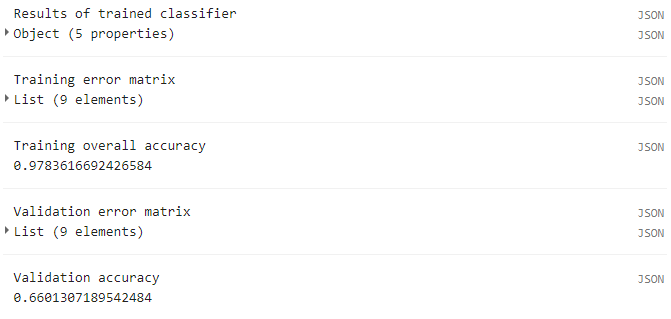 Results of trained classifier JSON
Object (5 properties) JSON
Training error matrix JSON
List (9 elements) JSON
Training overall accuracy JSON
0.9783616692426584
Validation error matrix JSON
List (9 elements) JSON
Validation accuracy JSON
0.6601307189542484